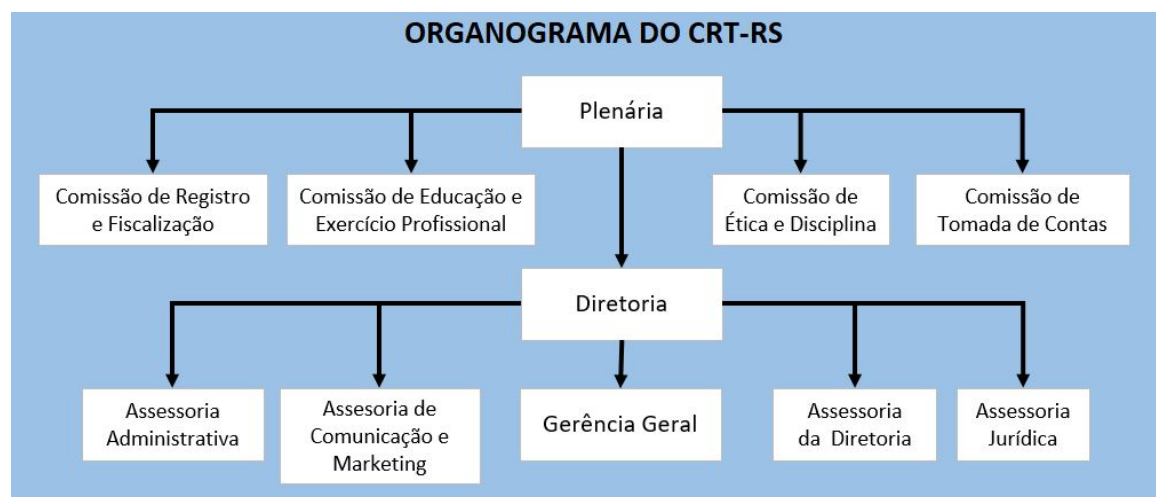 ORGANOGRAMA DO CRT-RS
Plenária
Comissão de Registro
e Fiscalização
Comissão de Educação e
Exercício Profissional
Comissão de
Ética e Disciplina
Comissão de
Tomada de Contas
Diretoria
Assessoria
Administrativa
Assesoria de
Comunicação e
Marketing
Gerência Geral
Assessoria
da Diretoria
Assessoria
Jurídica